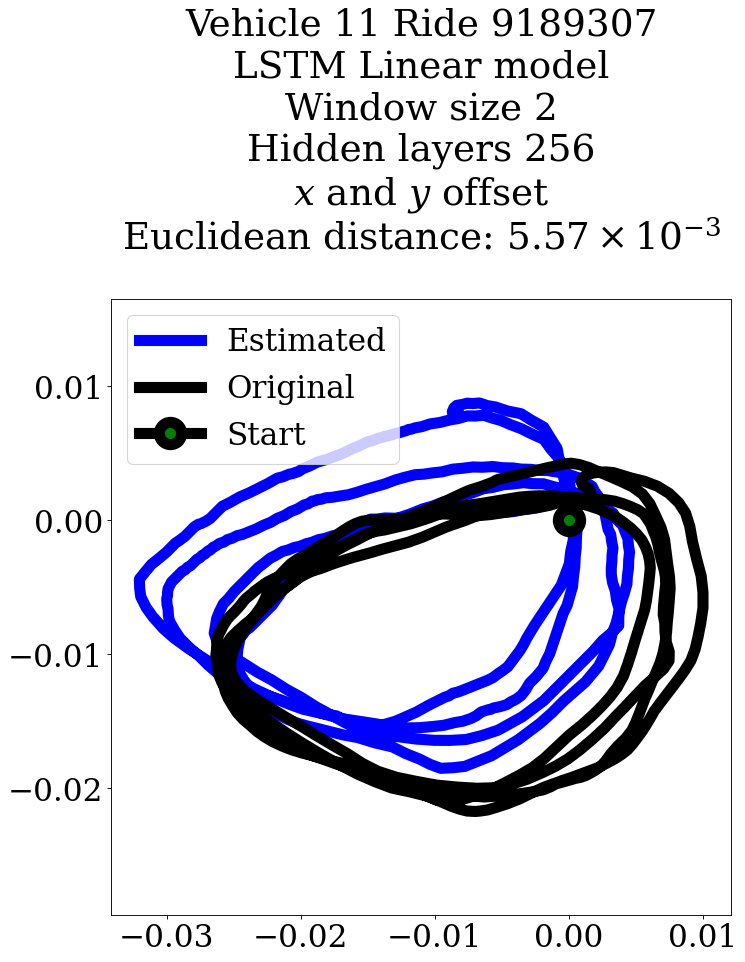 Vehicle 11 Ride 9189307
LSTM Linear model
Window size 2
Hidden layers 256
x and y offset
Euclidean distance: 5.57 × 10⁻³
Estimated
Original
Start
0.01
0.00
−0.01
−0.02
−0.03 −0.02 −0.01 0.00 0.01